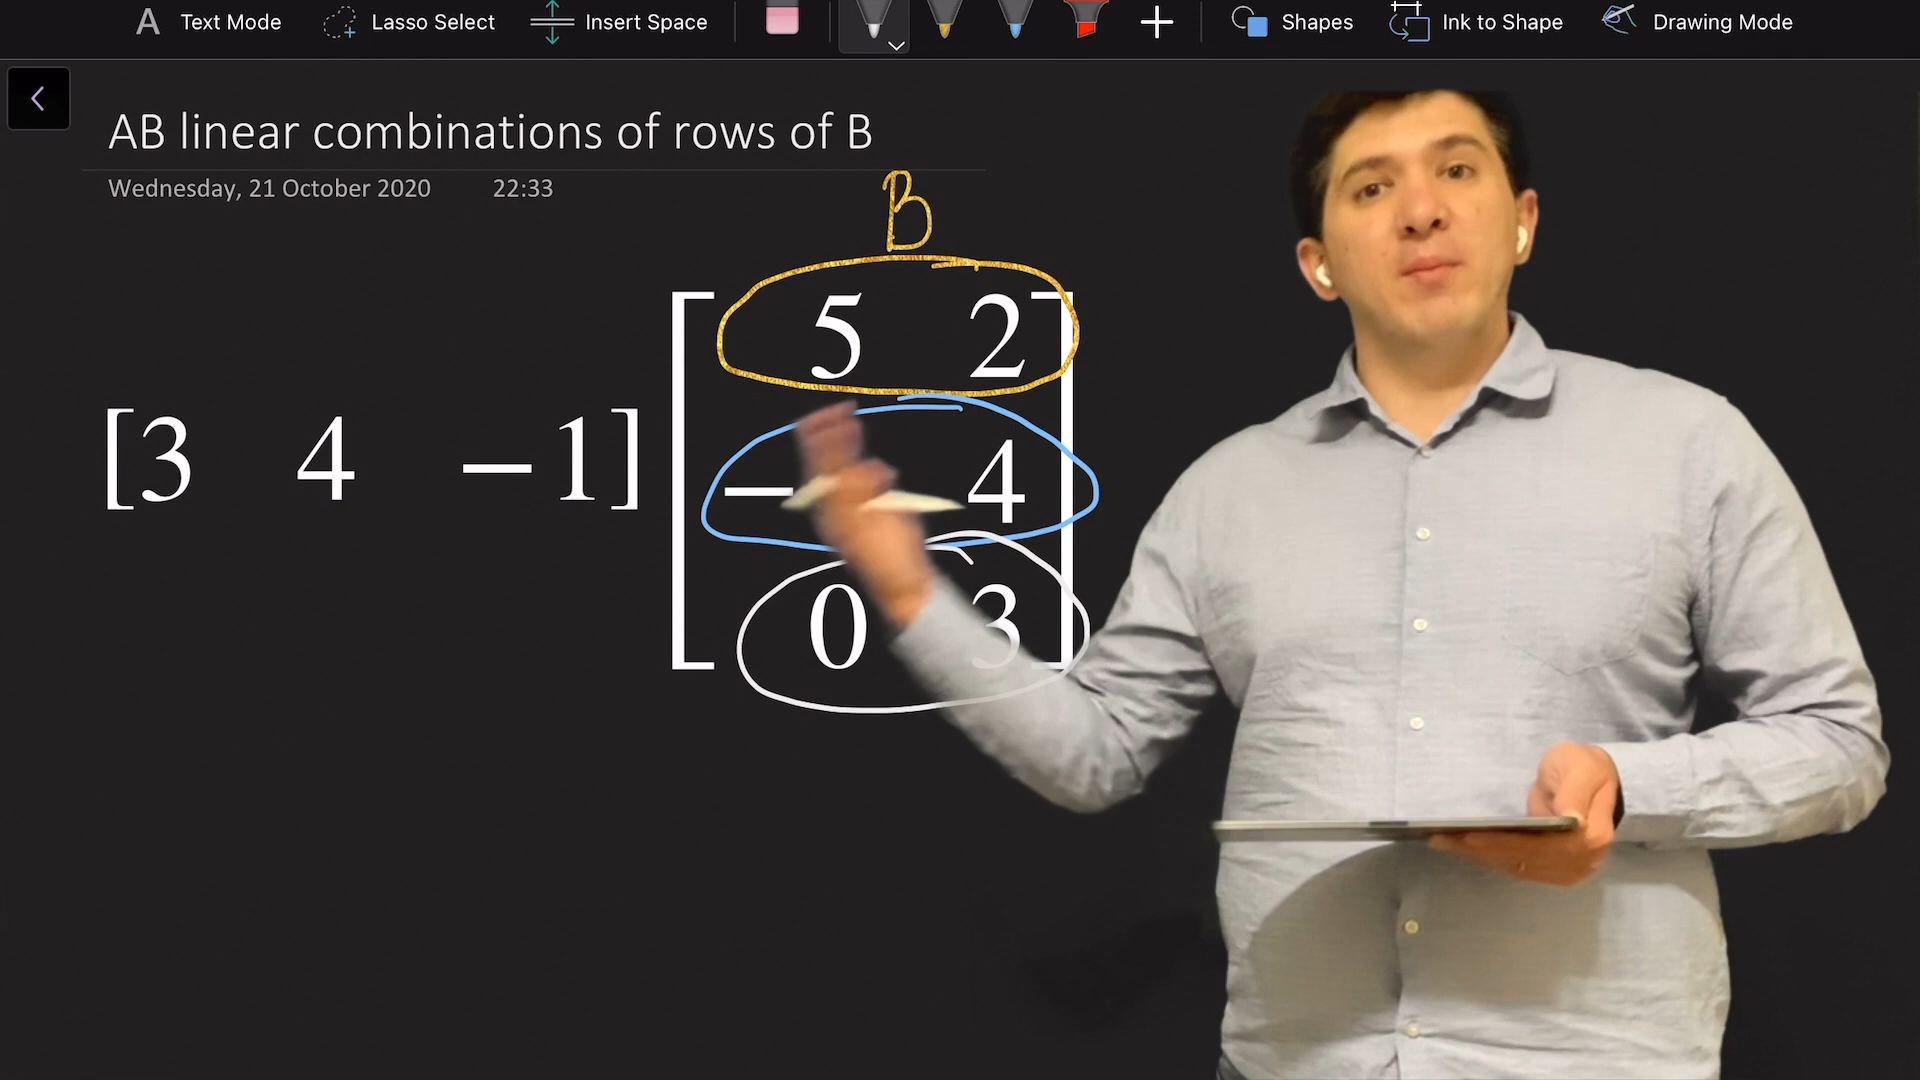 Text Mode Lasso Select Insert Space Shapes Ink to Shape Drawing Mode
AB linear combinations of rows of B
Wednesday, 21 October 2020 22:33
B
5 2
[3 4 −1]
− 4
0 3